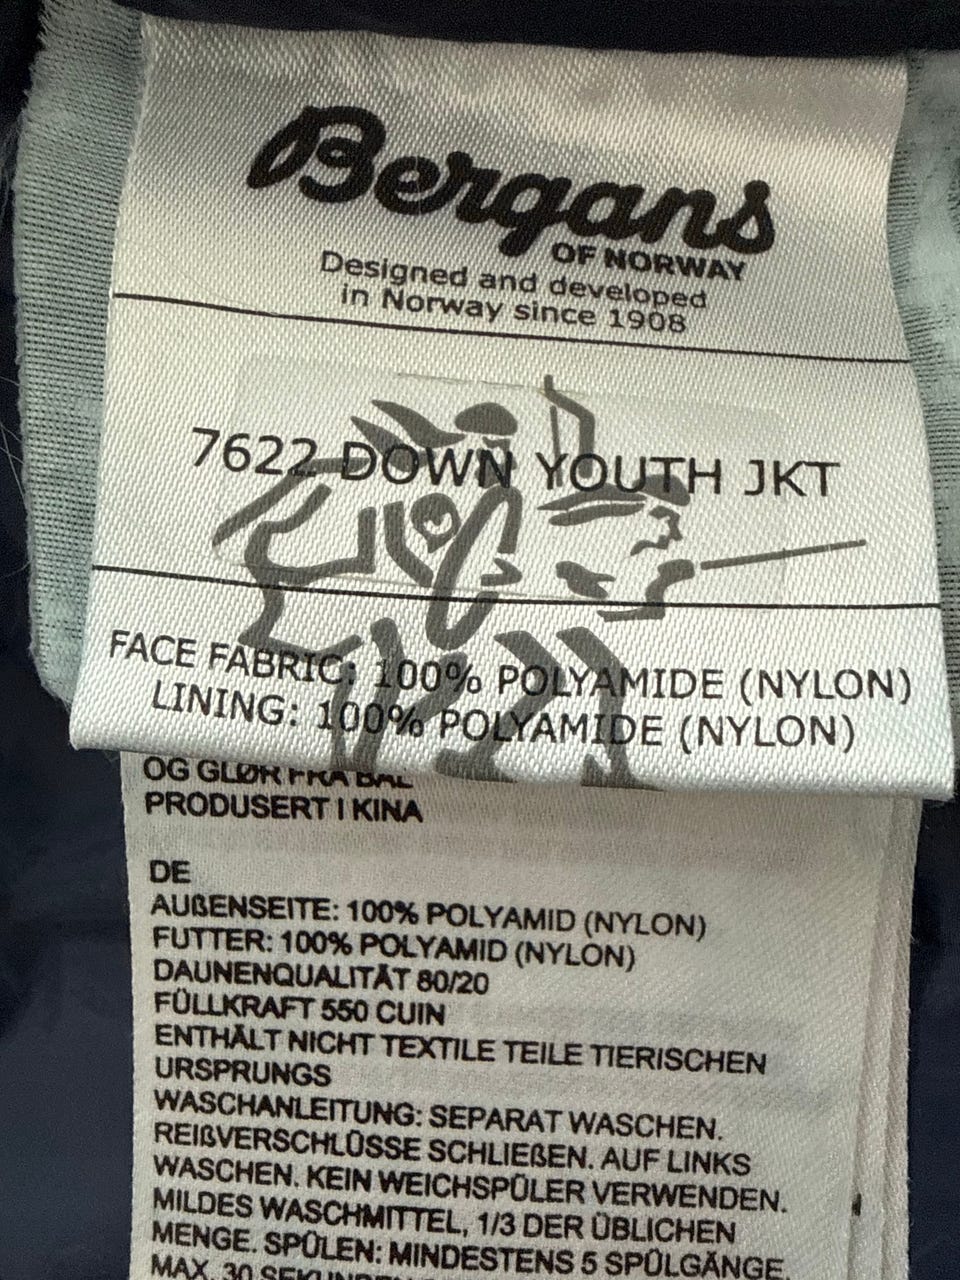 Bergans
OF NORWAY
Designed and developed
in Norway since 1908
7622 DOWN YOUTH JKT
FACE FABRIC: 100% POLYAMIDE (NYLON)
LINING: 100% POLYAMIDE (NYLON)
OG GLØR FRA BÅL
PRODUSERT I KINA
DE
AUßENSEITE: 100% POLYAMID (NYLON)
FUTTER: 100% POLYAMID (NYLON)
DAUNENQUALITÄT 80/20
FÜLLKRAFT 550 CUIN
ENTHÄLT NICHT TEXTILE TEILE TIERISCHEN
URSPRUNGS
WASCHANLEITUNG: SEPARAT WASCHEN.
REIßVERSCHLÜSSE SCHLIEßEN. AUF LINKS
WASCHEN. KEIN WEICHSPÜLER VERWENDEN.
MILDES WASCHMITTEL, 1/3 DER ÜBLICHEN
MENGE. SPÜLEN: MINDESTENS 5 SPÜLGÄNGE.
MAX. 30 SEKUNDEN